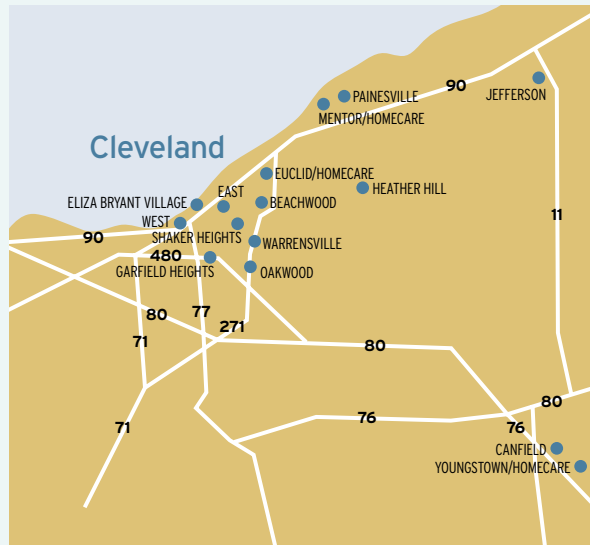 90
PAINESVILLE
JEFFERSON
MENTOR/HOMECARE
Cleveland
EUCLID/HOMECARE
HEATHER HILL
EAST
ELIZA BRYANT VILLAGE
BEACHWOOD
WEST
11
90
SHAKER HEIGHTS
WARRENSVILLE
480
GARFIELD HEIGHTS
OAKWOOD
80
77
271
71
80
80
76
71
76
CANFIELD
YOUNGSTOWN/HOMECARE